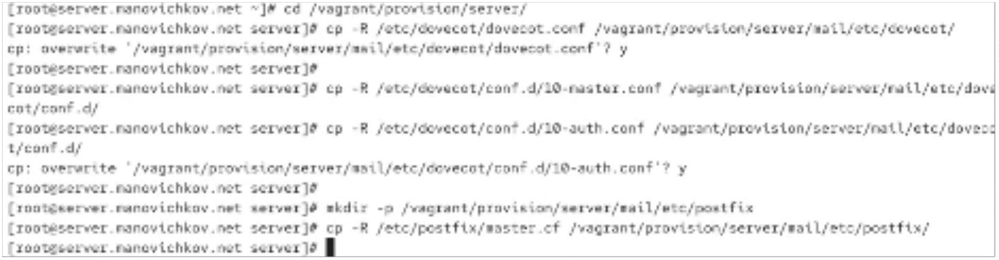 [root@server.manovichkov.net ~]# cd /vagrant/provision/server/
[root@server.manovichkov.net server]# cp -R /etc/dovecot/dovecot.conf /vagrant/provision/server/mail/etc/dovecot/
cp: overwrite '/vagrant/provision/server/mail/etc/dovecot/dovecot.conf'? y
[root@server.manovichkov.net server]#
[root@server.manovichkov.net server]# cp -R /etc/dovecot/conf.d/10-master.conf /vagrant/provision/server/mail/etc/dove
cot/conf.d/
[root@server.manovichkov.net server]# cp -R /etc/dovecot/conf.d/10-auth.conf /vagrant/provision/server/mail/etc/doveco
t/conf.d/
cp: overwrite '/vagrant/provision/server/mail/etc/dovecot/conf.d/10-auth.conf'? y
[root@server.manovichkov.net server]#
[root@server.manovichkov.net server]# mkdir -p /vagrant/provision/server/mail/etc/postfix
[root@server.manovichkov.net server]# cp -R /etc/postfix/master.cf /vagrant/provision/server/mail/etc/postfix/
[root@server.manovichkov.net server]#